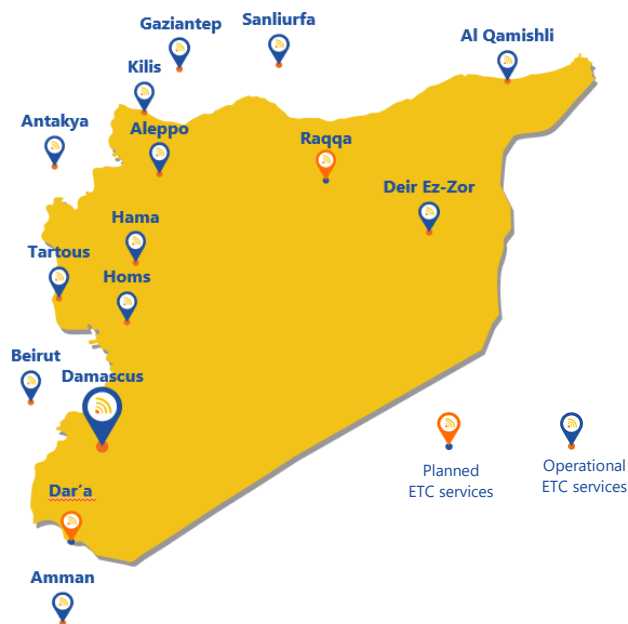 Gaziantep
Sanliurfa
Al Qamishli
Kilis
Antakya
Aleppo
Raqqa
Deir Ez-Zor
Hama
Tartous
Homs
Beirut
Damascus
Planned
ETC services
Operational
ETC services
Dar’a
Amman